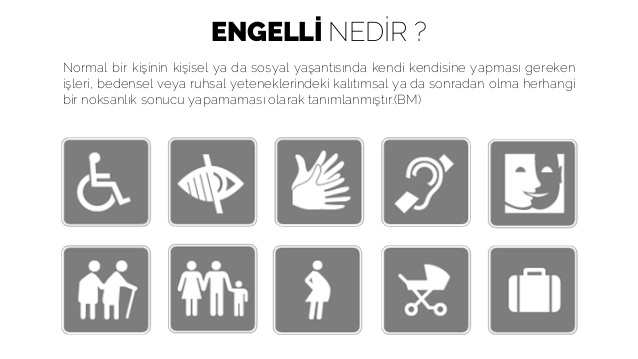 ENGELLİ NEDİR ?
Normal bir kişinin kişisel ya da sosyal yaşantısında kendi kendisine yapması gereken
işleri, bedensel veya ruhsal yeteneklerindeki kalıtımsal ya da sonradan olma herhangi
bir noksanlık sonucu yapamaması olarak tanımlanmıştır.(BM)